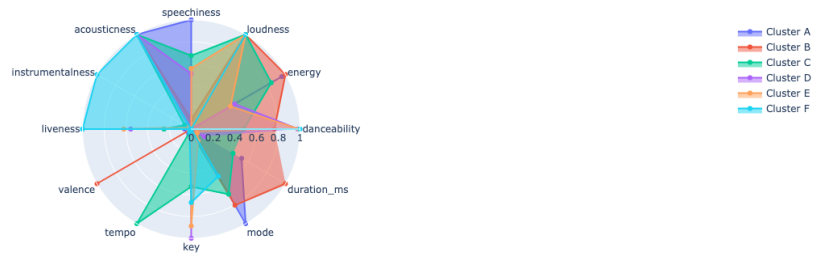 speechiness
acousticness
loudness
instrumentalness
energy
liveness
0 0.2 0.4 0.6 0.8 1
danceability
valence
duration_ms
tempo
mode
key
Cluster A
Cluster B
Cluster C
Cluster D
Cluster E
Cluster F